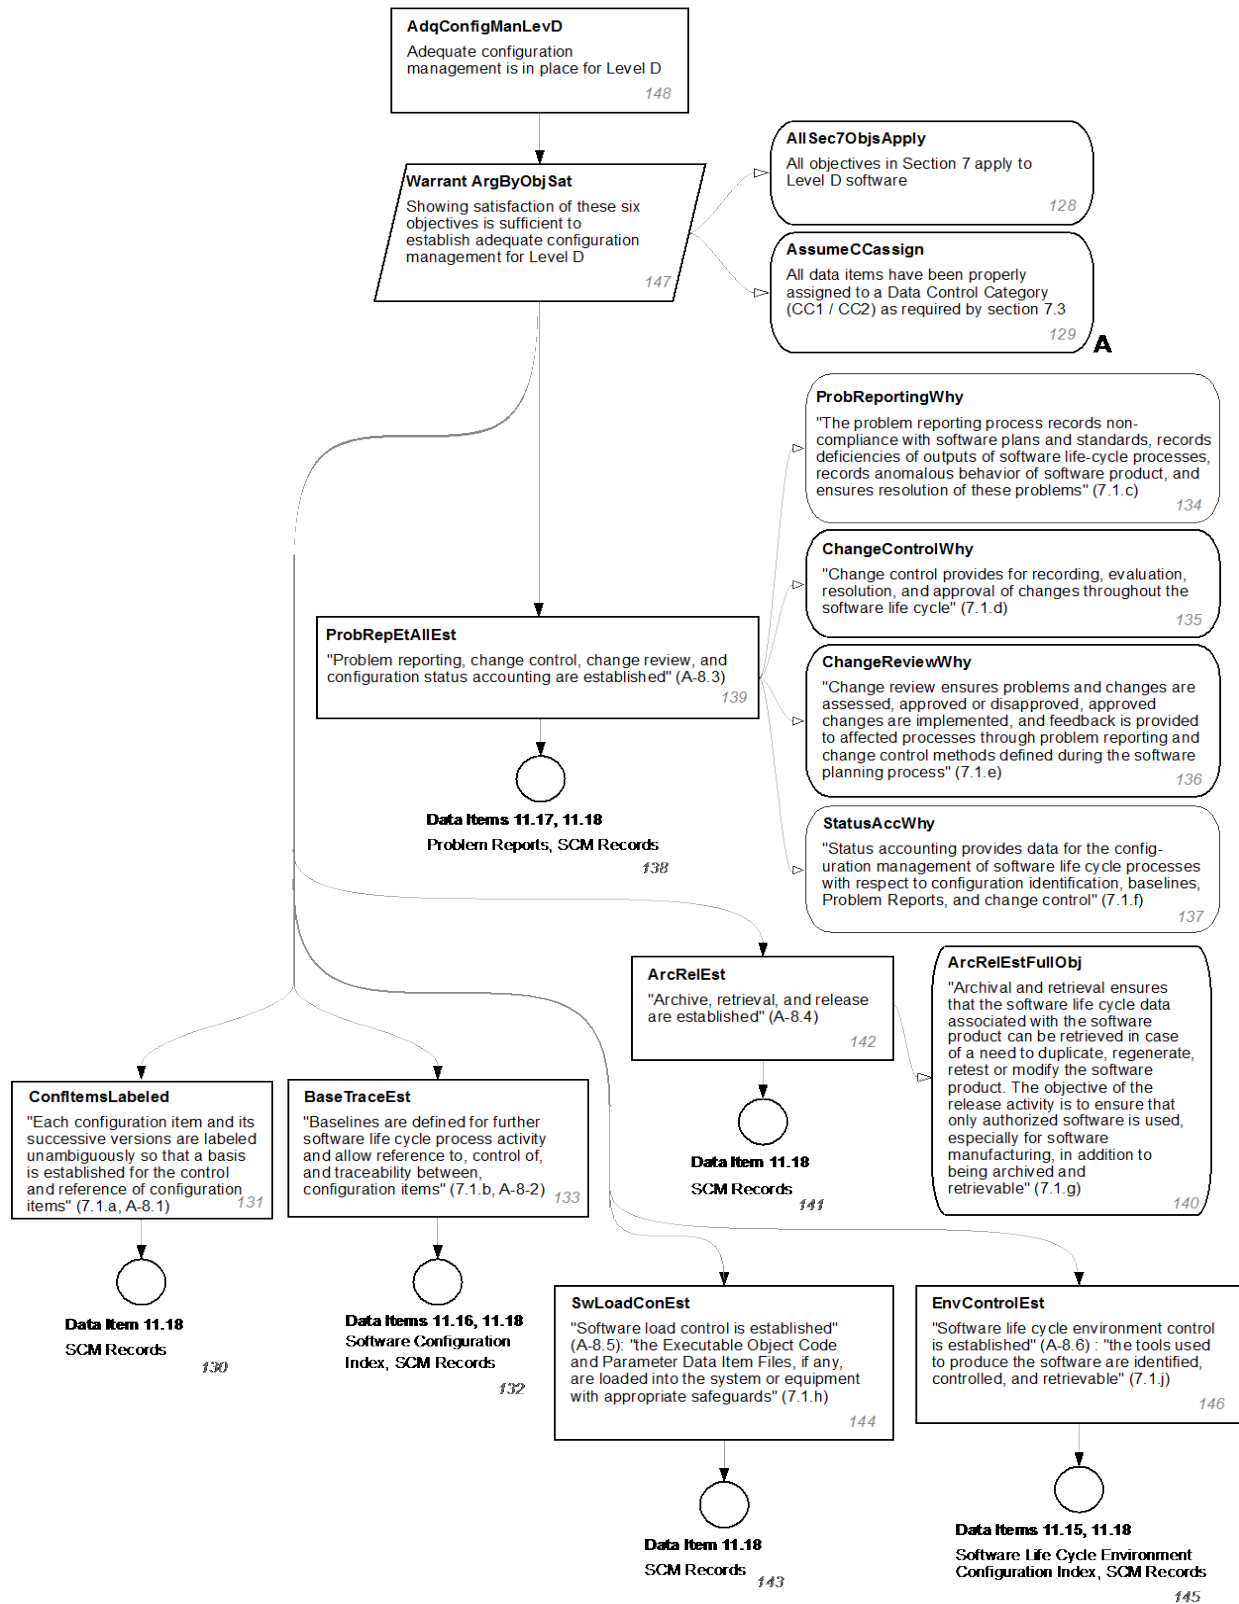 AdqConfigManLevD
Adequate configuration
management is in place for Level D
148
Warrant ArgByObjSat
Showing satisfaction of these six
objectives is sufficient to
establish adequate configuration
management for Level D
147
AllSec7ObjsApply
All objectives in Section 7 apply to
Level D software
128
AssumeCCassign
All data items have been properly
assigned to a Data Control Category
(CC1 / CC2) as required by section 7.3
129
A
ProbReportingWhy
"The problem reporting process records non-
compliance with software plans and standards, records
deficiencies of outputs of software life-cycle processes,
records anomalous behavior of software product, and
ensures resolution of these problems" (7.1.c)
134
ChangeControlWhy
"Change control provides for recording, evaluation,
resolution, and approval of changes throughout the
software life cycle" (7.1.d)
135
ProbRepEtAllEst
"Problem reporting, change control, change review, and
configuration status accounting are established" (A-8.3)
139
ChangeReviewWhy
"Change review ensures problems and changes are
assessed, approved or disapproved, approved
changes are implemented, and feedback is provided
to affected processes through problem reporting and
change control methods defined during the software
planning process" (7.1.e)
136
Data Items 11.17, 11.18
Problem Reports, SCM Records
138
StatusAccWhy
"Status accounting provides data for the config-
uration management of software life cycle processes
with respect to configuration identification, baselines,
Problem Reports, and change control" (7.1.f)
137
ArcRelEst
"Archive, retrieval, and release
are established" (A-8.4)
142
ArcRelEstFullObj
"Archival and retrieval ensures
that the software life cycle data
associated with the software
product can be retrieved in case
of a need to duplicate, regenerate,
retest or modify the software
product. The objective of the
release activity is to ensure that
only authorized software is used,
especially for software
manufacturing, in addition to
being archived and
retrievable" (7.1.g)
140
Data Item 11.18
SCM Records
141
ConfItemsLabeled
"Each configuration item and its
successive versions are labeled
unambiguously so that a basis
is established for the control
and reference of configuration
items" (7.1.a, A-8.1)
131
BaseTraceEst
"Baselines are defined for further
software life cycle process activity
and allow reference to, control of,
and traceability between,
configuration items" (7.1.b, A-8-2)
133
Data Item 11.18
SCM Records
130
Data Items 11.16, 11.18
Software Configuration
Index, SCM Records
132
SwLoadConEst
"Software load control is established"
(A-8.5): "the Executable Object Code
and Parameter Data Item Files, if any,
are loaded into the system or equipment
with appropriate safeguards" (7.1.h)
144
EnvControlEst
"Software life cycle environment control
is established" (A-8.6) : "the tools used
to produce the software are identified,
controlled, and retrievable" (7.1.j)
146
Data Item 11.18
SCM Records
143
Data Items 11.15, 11.18
Software Life Cycle Environment
Configuration Index, SCM Records
145